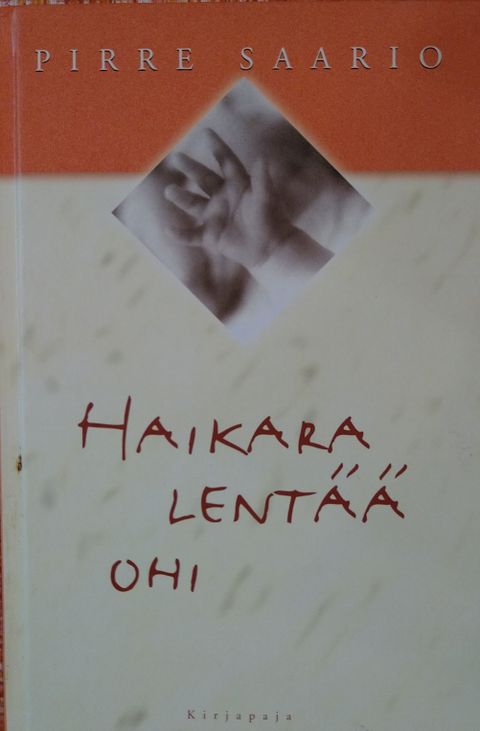 PIRRE SAARIO
HAIKARA
LENTÄÄ
OHI
Kirjapaja